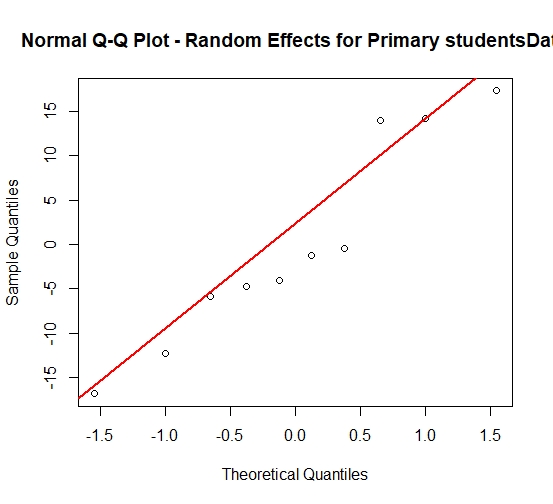 Normal Q-Q Plot - Random Effects for Primary studentsDat
Sample Quantiles
15
10
5
0
-5
-10
-15
-1.5 -1.0 -0.5 0.0 0.5 1.0 1.5
Theoretical Quantiles